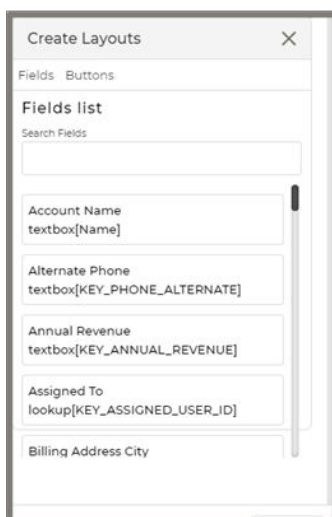 Create Layouts
Fields Buttons
Fields list
Search Fields
Account Name
textbox[Name]
Alternate Phone
textbox[KEY_PHONE_ALTERNATE]
Annual Revenue
textbox[KEY_ANNUAL_REVENUE]
Assigned To
lookup[KEY_ASSIGNED_USER_ID]
Billing Address City